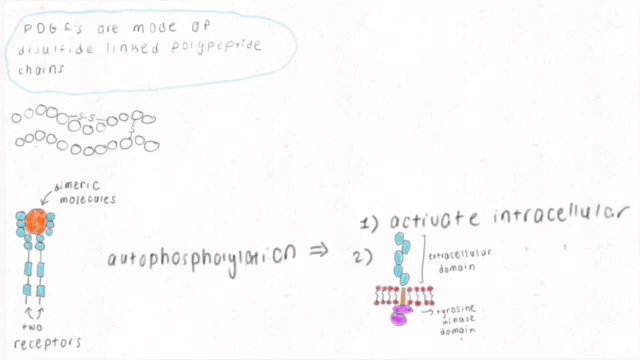 PDGF's are made of
disulfide linked polypeptide
chains
S-S
S
S
dimeric
molecules
two
receptors
autophosphorylation ⇒
1) activate intracellular
2)
extracellular
domain
tyrosine
kinase
domain